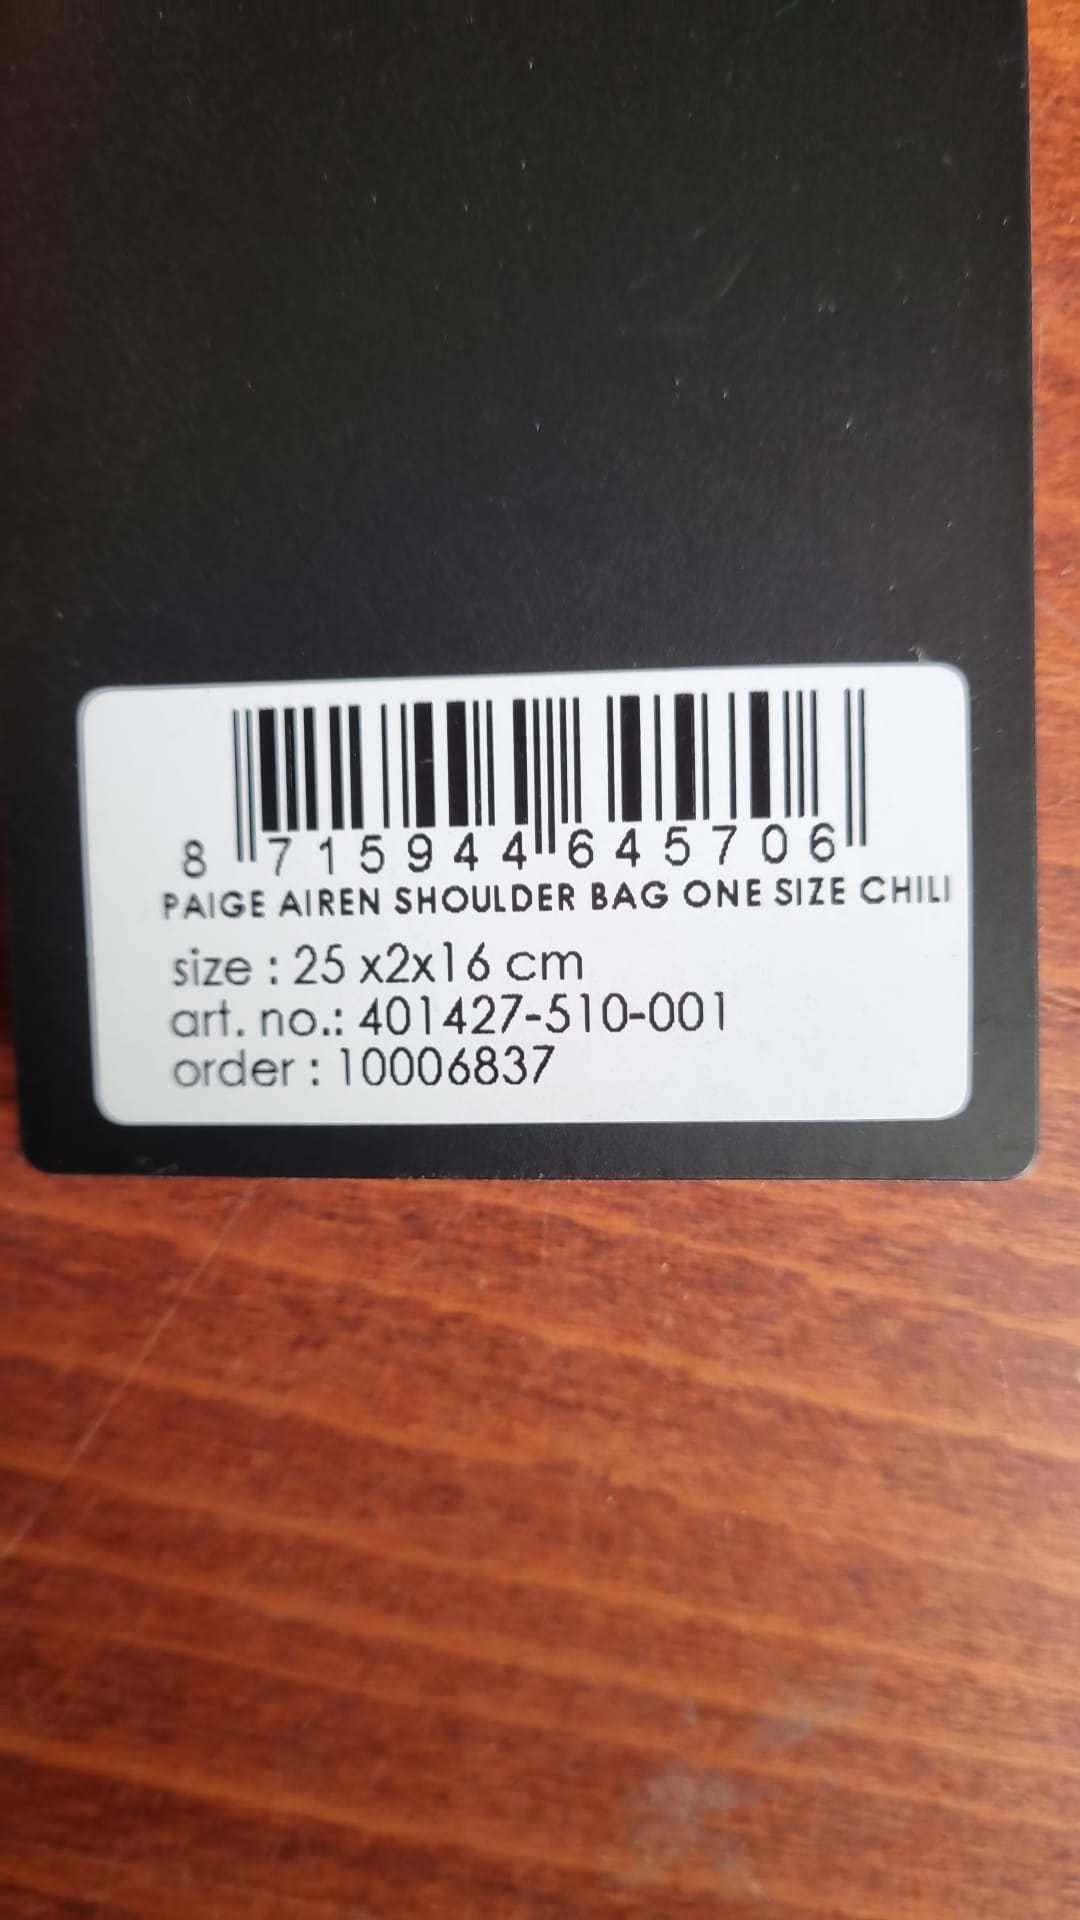 8 715944 645706
PAIGE AIREN SHOULDER BAG ONE SIZE CHILI
size : 25 x2x16 cm
art. no.: 401427-510-001
order : 10006837